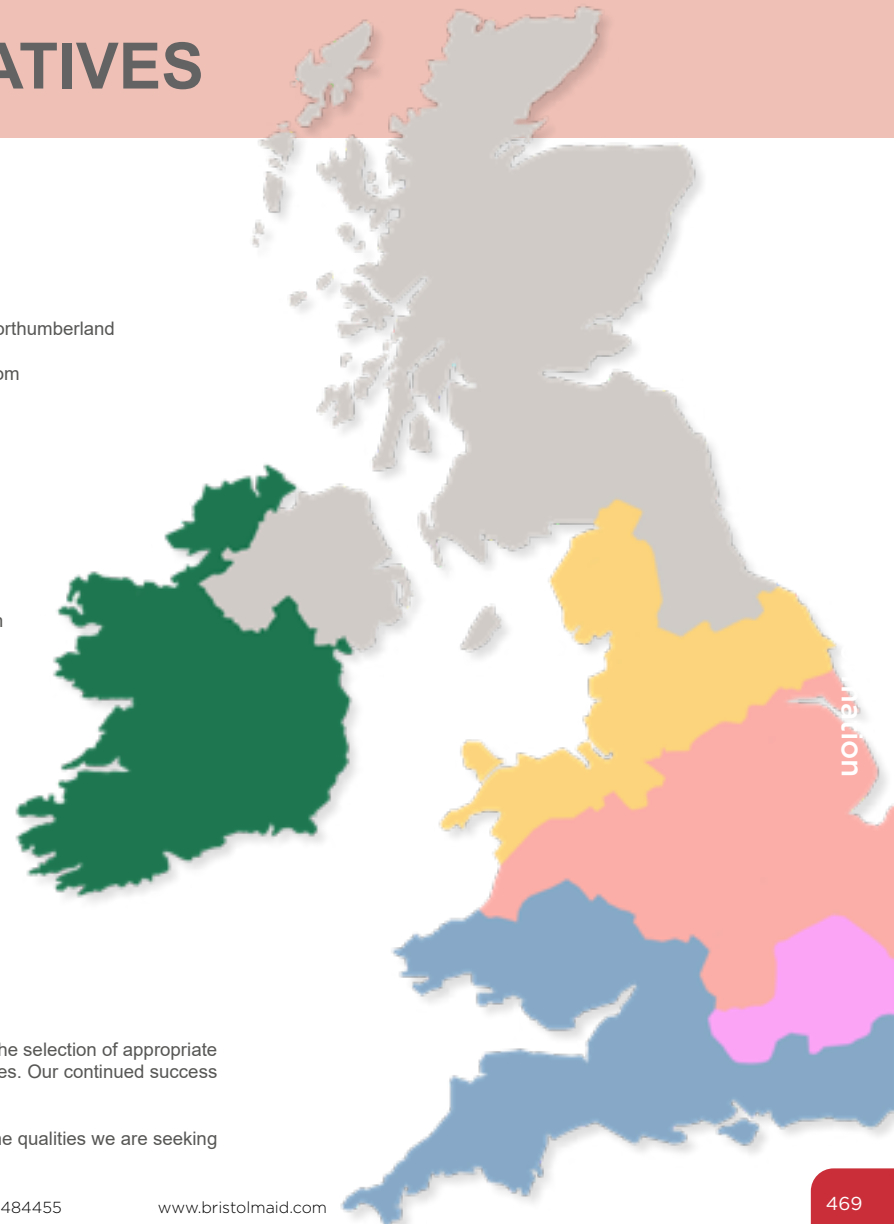 ATIVES
orthumberland
om
n
mation
he selection of appropriate
es. Our continued success
he qualities we are seeking
484455
www.bristolmaid.com
469